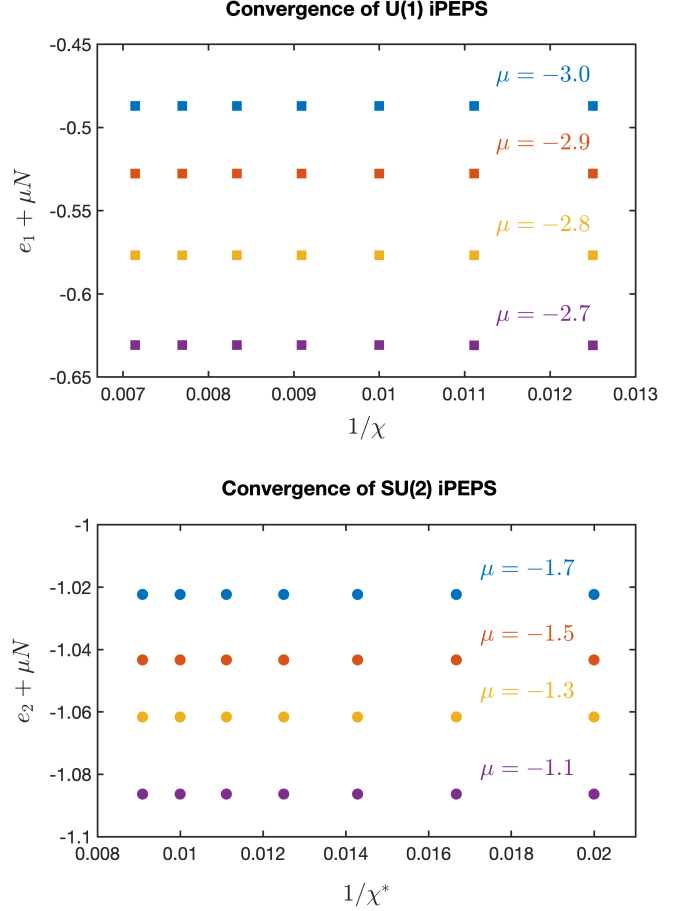 Convergence of U(1) iPEPS
-0.45
μ = −3.0
-0.5
μ = −2.9
-0.55
μ = −2.8
-0.6
μ = −2.7
-0.65
e₁ + μN
0.007 0.008 0.009 0.01 0.011 0.012 0.013
1/χ
Convergence of SU(2) iPEPS
-1
μ = −1.7
-1.02
μ = −1.5
-1.04
μ = −1.3
-1.06
μ = −1.1
-1.08
-1.1
e₂ + μN
0.008 0.01 0.012 0.014 0.016 0.018 0.02
1/χ*